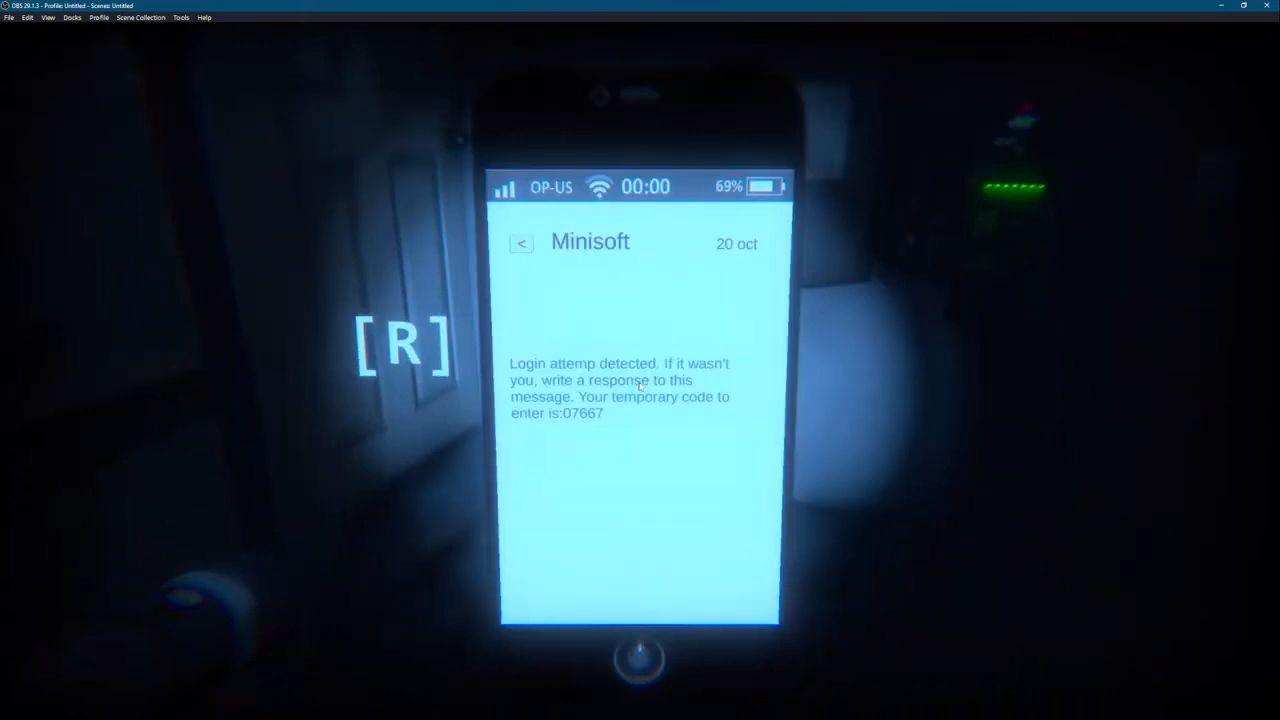 OBS 29.1.3 - Profile: Untitled - Scenes: Untitled
File Edit View Docks Profile Scene Collection Tools Help
OP-US 00:00 69%
< Minisoft 20 oct
[R]
Login attemp detected. If it wasn't
you, write a response to this
message. Your temporary code to
enter is:07667